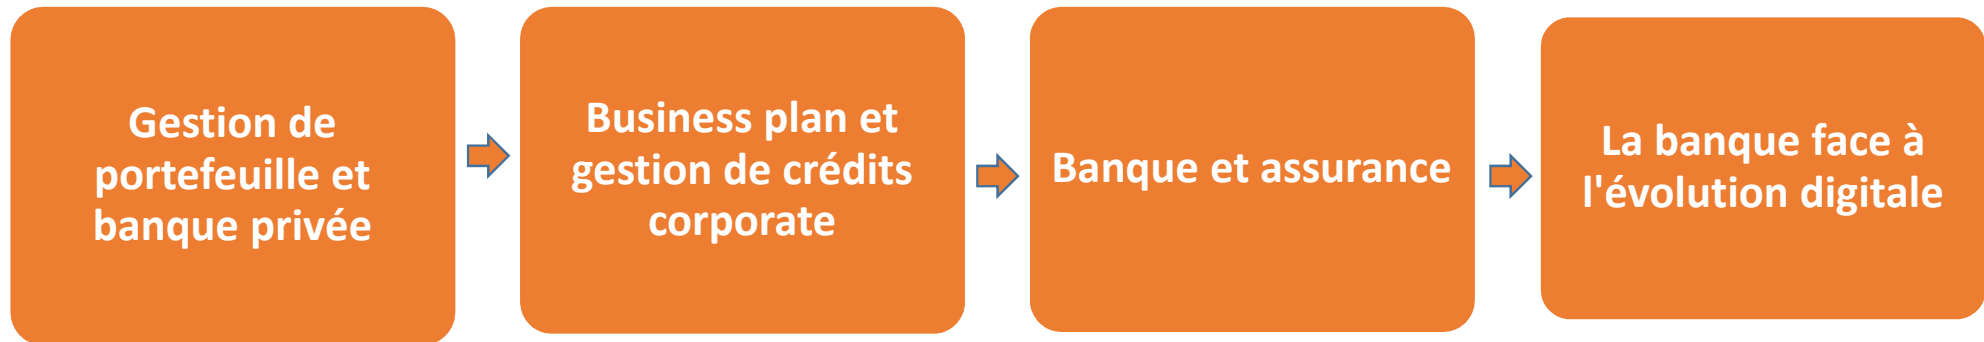 Gestion de
portefeuille et
banque privée
Business plan et
gestion de crédits
corporate
Banque et assurance
La banque face à
l'évolution digitale